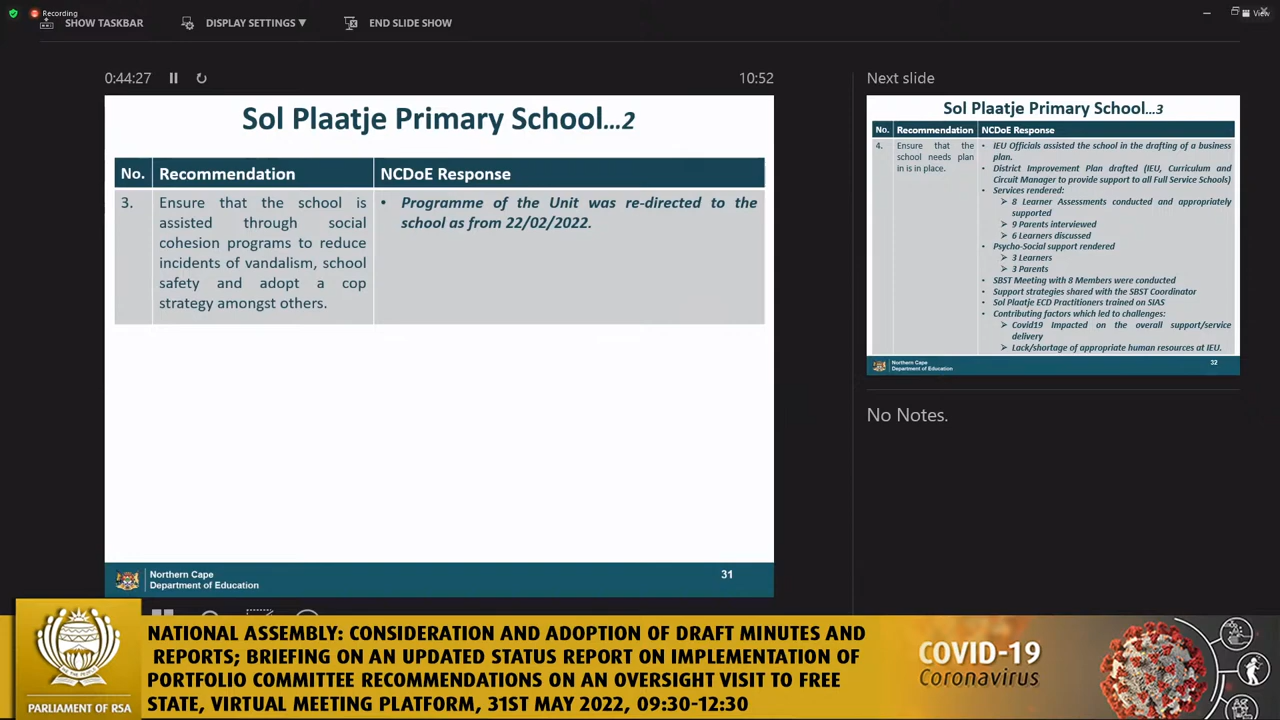 Recording
View
SHOW TASKBAR
DISPLAY SETTINGS ▼
END SLIDE SHOW
0:44:27
10:52
Next slide
Sol Plaatje Primary School...2
No. Recommendation NCDoE Response
3. Ensure that the school is
assisted through social
cohesion programs to reduce
incidents of vandalism, school
safety and adopt a cop
strategy amongst others.
• Programme of the Unit was re-directed to the
school as from 22/02/2022.
Northern Cape
Department of Education
31
Sol Plaatje Primary School...3
No. Recommendation NCDoE Response
4. Ensure that the
school needs plan
in is in place.
• IEU Officials assisted the school in the drafting of a business
plan.
• District Improvement Plan drafted (IEU, Curriculum and
Circuit Manager to provide support to all Full Service Schools)
• Services rendered:
➢ 8 Learner Assessments conducted and appropriately
supported
➢ 9 Parents interviewed
➢ 6 Learners discussed
• Psycho-Social support rendered
➢ 3 Learners
➢ 3 Parents
• SBST Meeting with 8 Members were conducted
• Support strategies shared with the SBST Coordinator
• Sol Plaatje ECD Practitioners trained on SIAS
• Contributing factors which led to challenges:
➢ Covid19 Impacted on the overall support/service
delivery
➢ Lack/shortage of appropriate human resources at IEU.
Northern Cape
Department of Education
32
No Notes.
PARLIAMENT OF RSA
NATIONAL ASSEMBLY: CONSIDERATION AND ADOPTION OF DRAFT MINUTES AND
REPORTS; BRIEFING ON AN UPDATED STATUS REPORT ON IMPLEMENTATION OF
PORTFOLIO COMMITTEE RECOMMENDATIONS ON AN OVERSIGHT VISIT TO FREE
STATE, VIRTUAL MEETING PLATFORM, 31ST MAY 2022, 09:30-12:30
COVID-19
Coronavirus